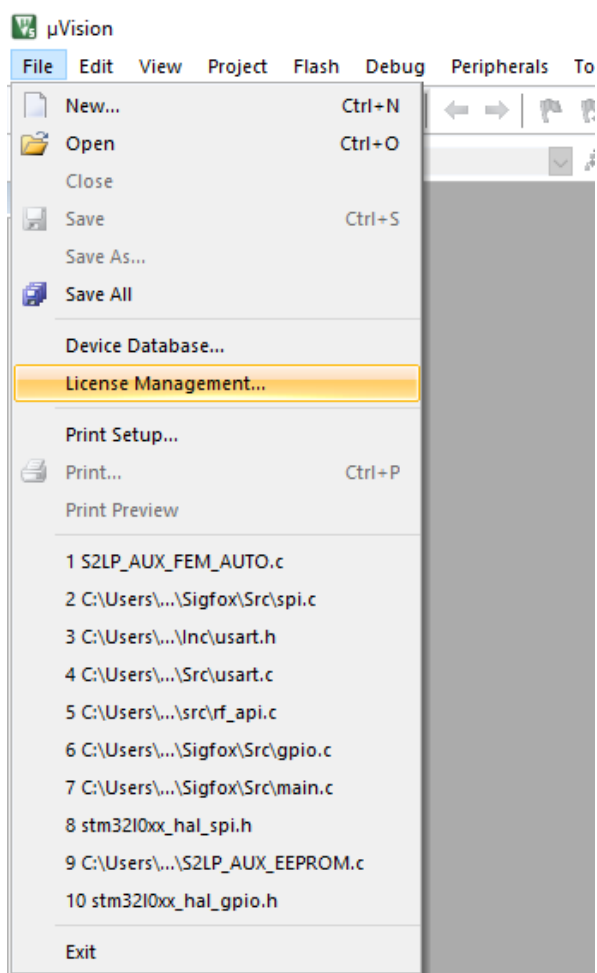 µVision
File Edit View Project Flash Debug Peripherals To
New... Ctrl+N
Open Ctrl+O
Close
Save Ctrl+S
Save As...
Save All
Device Database...
License Management...
Print Setup...
Print... Ctrl+P
Print Preview
1 S2LP_AUX_FEM_AUTO.c
2 C:\Users\...\Sigfox\Src\spi.c
3 C:\Users\...\Inc\usart.h
4 C:\Users\...\Src\usart.c
5 C:\Users\...\src\rf_api.c
6 C:\Users\...\Sigfox\Src\gpio.c
7 C:\Users\...\Sigfox\Src\main.c
8 stm32l0xx_hal_spi.h
9 C:\Users\...\S2LP_AUX_EEPROM.c
10 stm32l0xx_hal_gpio.h
Exit